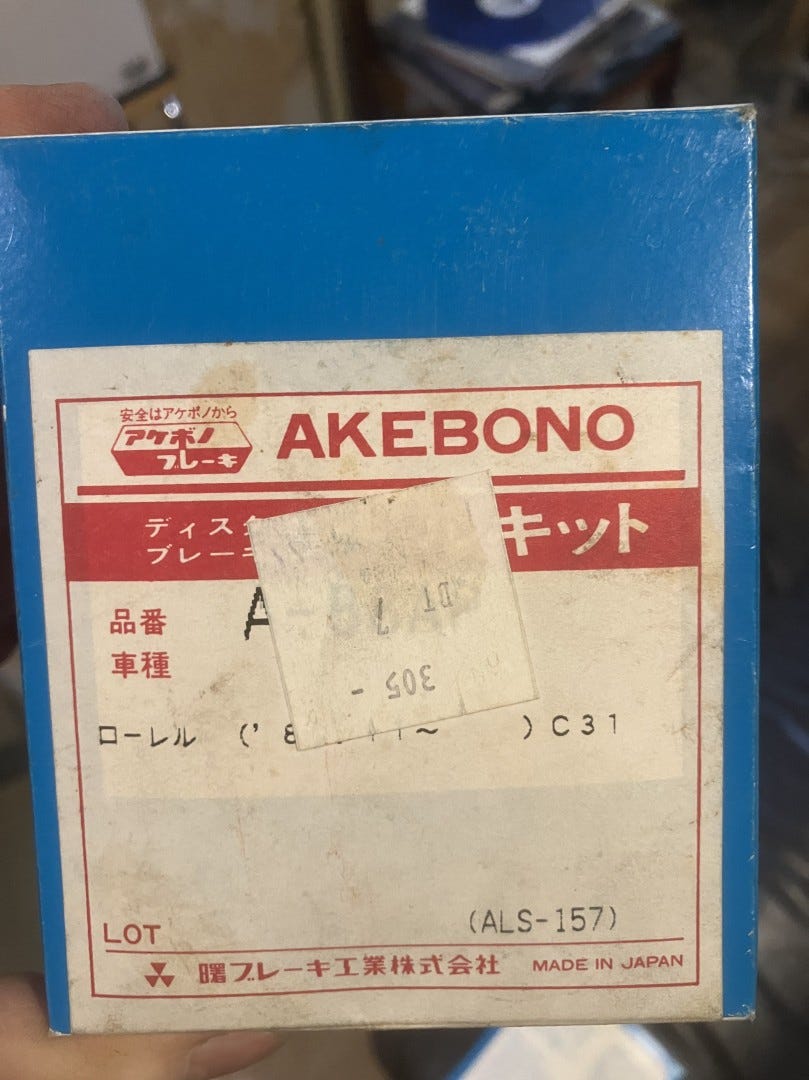 安全はアケボノから
アケボノ
ブレーキ
AKEBONO
ディス
ブレー
キット
品番
A-
車種
DT
7
305-
ローレル ('8 11~ ) C31
LOT
(ALS-157)
曙ブレーキ工業株式会社
MADE IN JAPAN